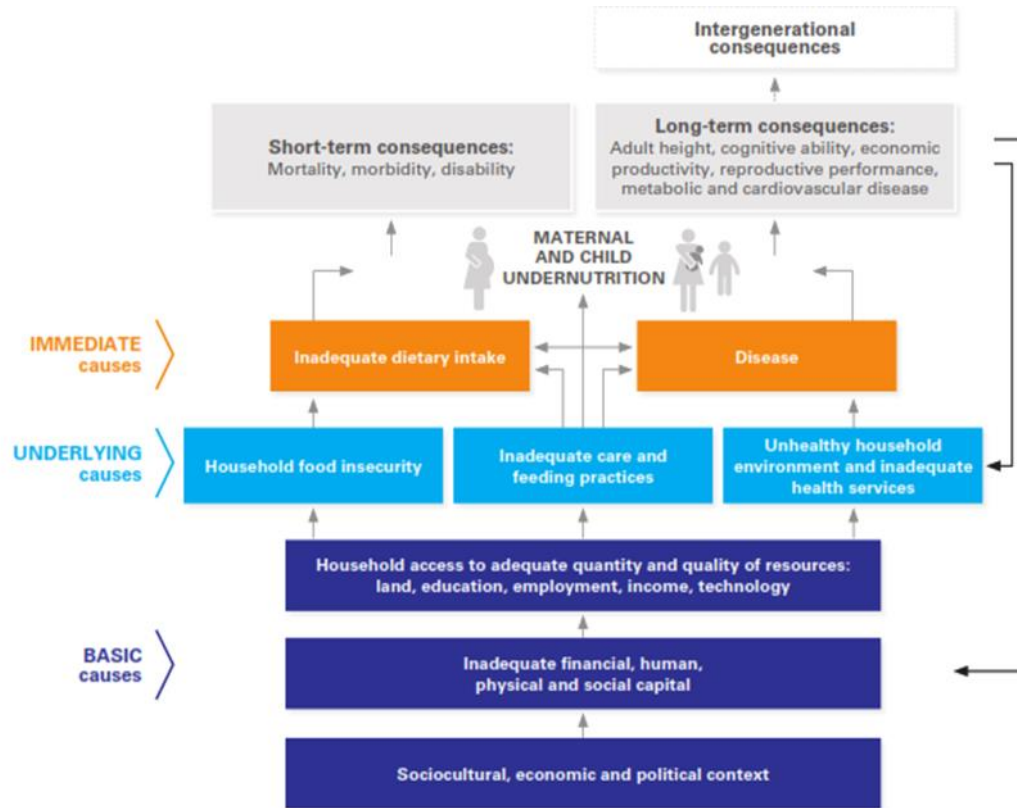 Intergenerational
consequences
Short-term consequences:
Mortality, morbidity, disability
Long-term consequences:
Adult height, cognitive ability, economic
productivity, reproductive performance,
metabolic and cardiovascular disease
MATERNAL
AND CHILD
UNDERNUTRITION
IMMEDIATE
causes
Inadequate dietary intake
Disease
UNDERLYING
causes
Household food insecurity
Inadequate care and
feeding practices
Unhealthy household
environment and inadequate
health services
Household access to adequate quantity and quality of resources:
land, education, employment, income, technology
BASIC
causes
Inadequate financial, human,
physical and social capital
Sociocultural, economic and political context